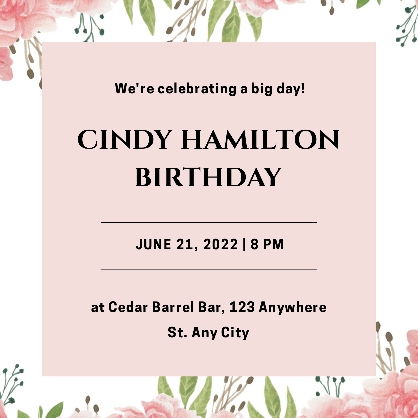 We're celebrating a big day!
CINDY HAMILTON
BIRTHDAY
JUNE 21, 2022 | 8 PM
at Cedar Barrel Bar, 123 Anywhere
St. Any City